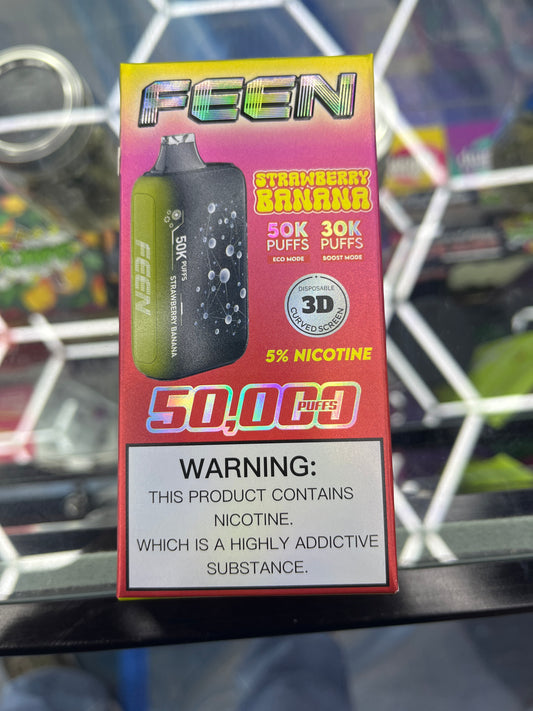 FEEN
STRAWBERRY
BANANA
50K 30K
PUFFS PUFFS
ECO MODE BOOST MODE
DISPOSABLE
3D
CURVED SCREEN
5% NICOTINE
FEEN
50K PUFFS
STRAWBERRY BANANA
50,000
PUFFS
WARNING:
THIS PRODUCT CONTAINS
NICOTINE.
WHICH IS A HIGHLY ADDICTIVE
SUBSTANCE.